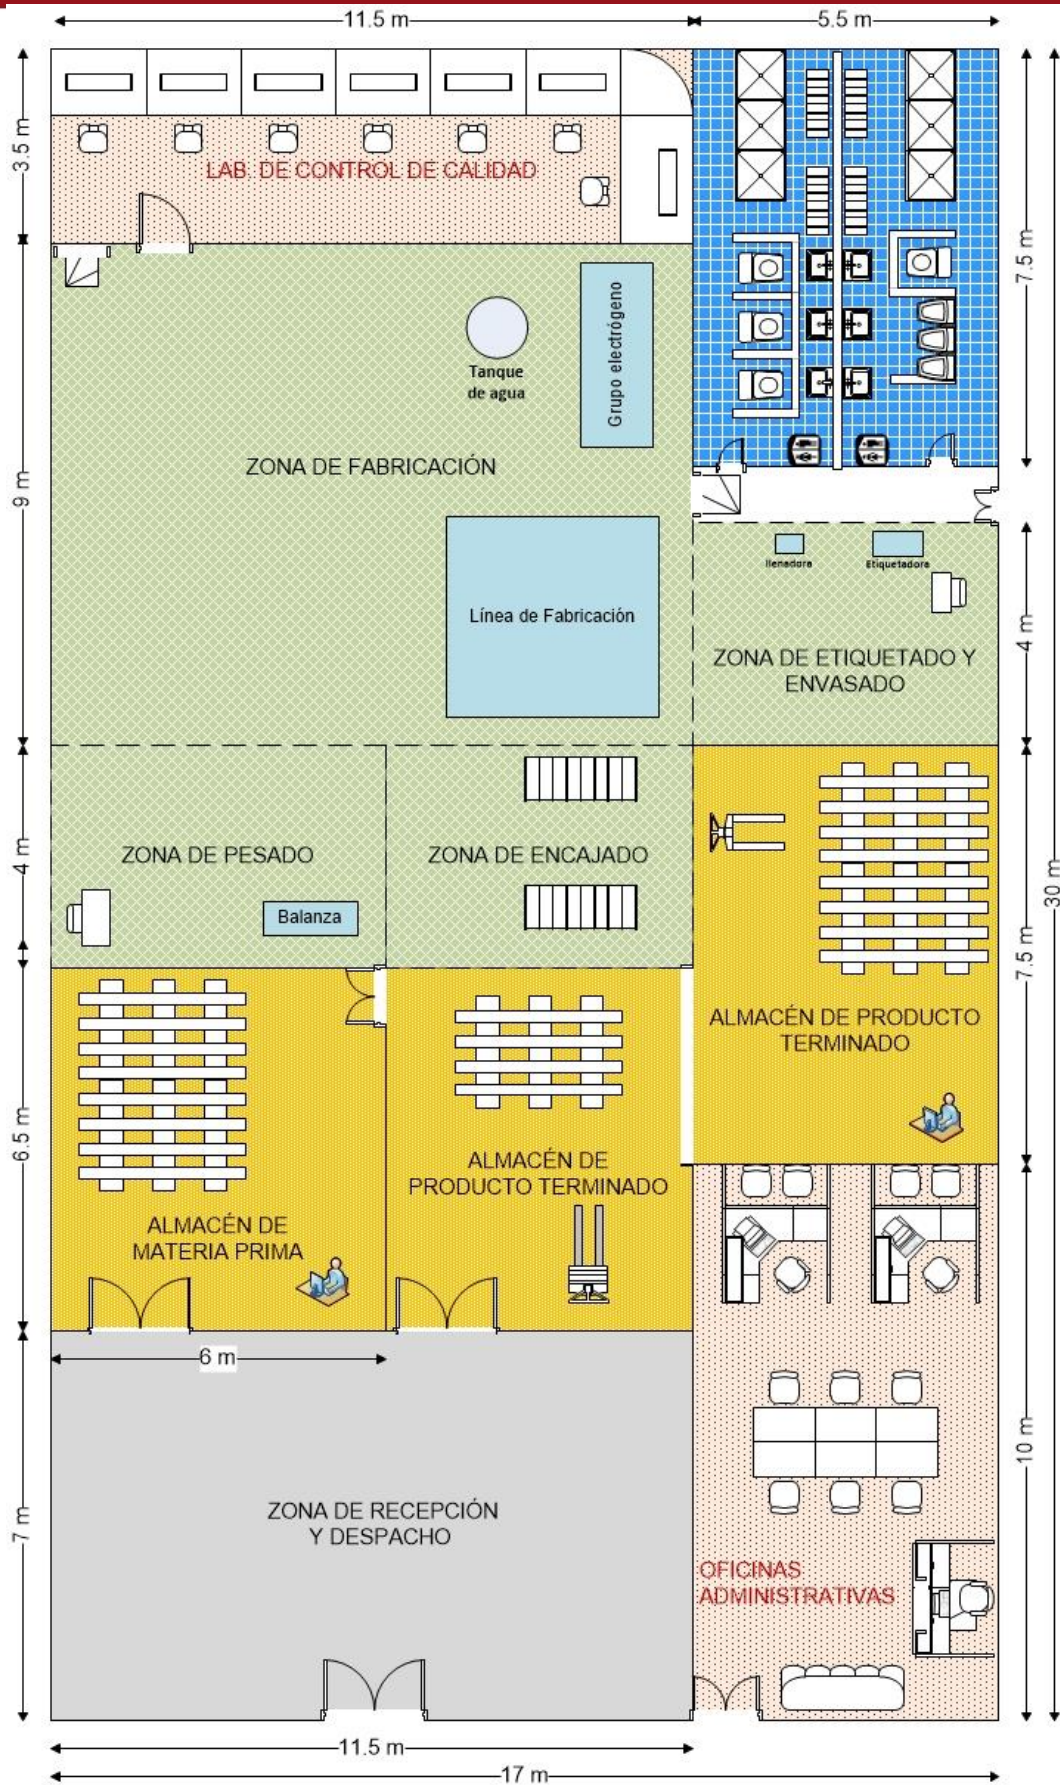 11.5 m
5.5 m
3.5 m
LAB. DE CONTROL DE CALIDAD
7.5 m
Grupo electrógeno
Tanque
de agua
ZONA DE FABRICACIÓN
9 m
llenadora
Etiquetadora
Línea de Fabricación
4 m
ZONA DE ETIQUETADO Y
ENVASADO
4 m
ZONA DE PESADO
ZONA DE ENCAJADO
30 m
Balanza
7.5 m
ALMACÉN DE PRODUCTO
TERMINADO
6.5 m
ALMACÉN DE
PRODUCTO TERMINADO
ALMACÉN DE
MATERIA PRIMA
6 m
10 m
ZONA DE RECEPCIÓN
Y DESPACHO
7 m
OFICINAS
ADMINISTRATIVAS
11.5 m
17 m